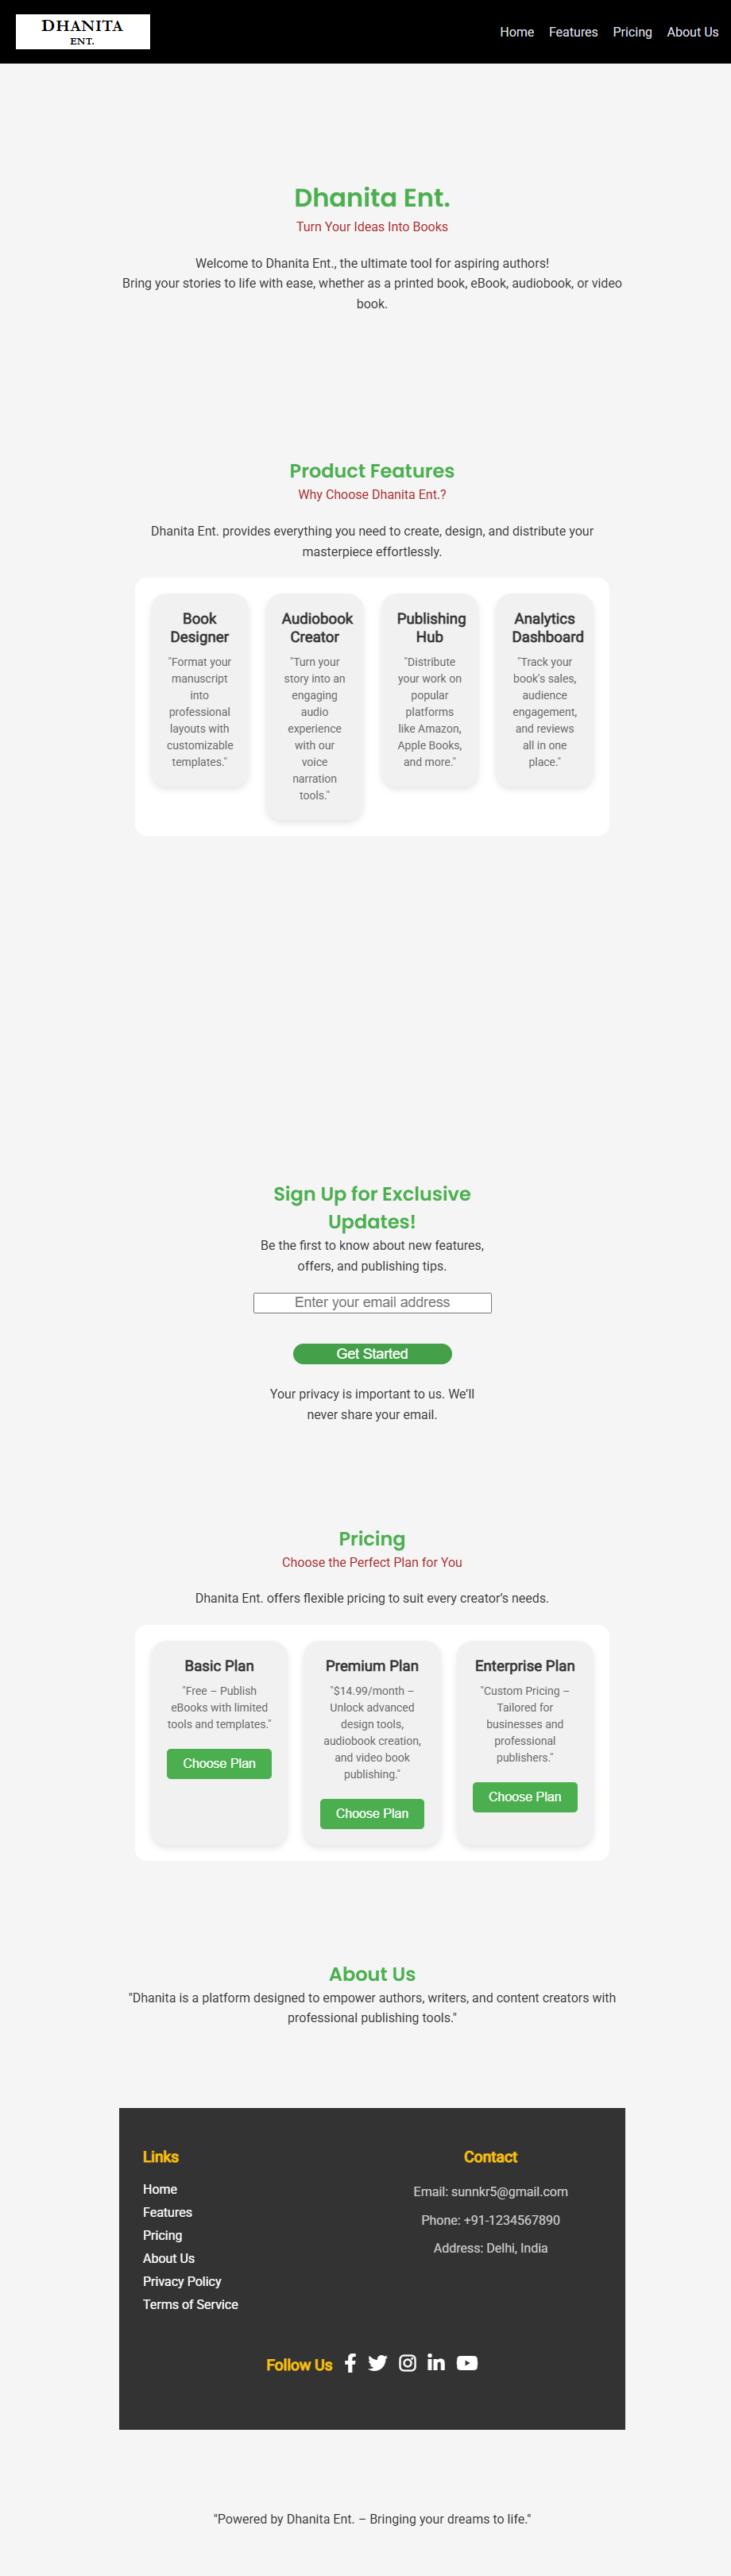 DHANITA
ENT.
Home Features Pricing About Us
Dhanita Ent.
Turn Your Ideas Into Books
Welcome to Dhanita Ent., the ultimate tool for aspiring authors!
Bring your stories to life with ease, whether as a printed book, eBook, audiobook, or video
book.
Product Features
Why Choose Dhanita Ent.?
Dhanita Ent. provides everything you need to create, design, and distribute your
masterpiece effortlessly.
Book
Designer
"Format your
manuscript
into
professional
layouts with
customizable
templates."
Audiobook
Creator
"Turn your
story into an
engaging
audio
experience
with our
voice
narration
tools."
Publishing
Hub
"Distribute
your work on
popular
platforms
like Amazon,
Apple Books,
and more."
Analytics
Dashboard
"Track your
book's sales,
audience
engagement,
and reviews
all in one
place."
Sign Up for Exclusive
Updates!
Be the first to know about new features,
offers, and publishing tips.
Enter your email address
Get Started
Your privacy is important to us. We’ll
never share your email.
Pricing
Choose the Perfect Plan for You
Dhanita Ent. offers flexible pricing to suit every creator’s needs.
Basic Plan
"Free – Publish
eBooks with limited
tools and templates."
Choose Plan
Premium Plan
"$14.99/month –
Unlock advanced
design tools,
audiobook creation,
and video book
publishing."
Choose Plan
Enterprise Plan
"Custom Pricing –
Tailored for
businesses and
professional
publishers."
Choose Plan
About Us
"Dhanita is a platform designed to empower authors, writers, and content creators with
professional publishing tools."
Links
Home
Features
Pricing
About Us
Privacy Policy
Terms of Service
Contact
Email: sunnkr5@gmail.com
Phone: +91-1234567890
Address: Delhi, India
Follow Us
"Powered by Dhanita Ent. – Bringing your dreams to life."